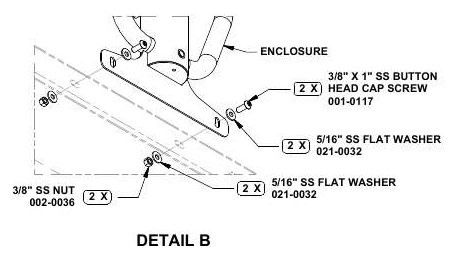 ENCLOSURE
2 X
3/8" X 1" SS BUTTON
HEAD CAP SCREW
001-0117
2 X
5/16" SS FLAT WASHER
021-0032
2 X
5/16" SS FLAT WASHER
021-0032
3/8" SS NUT
002-0036
2 X
DETAIL B